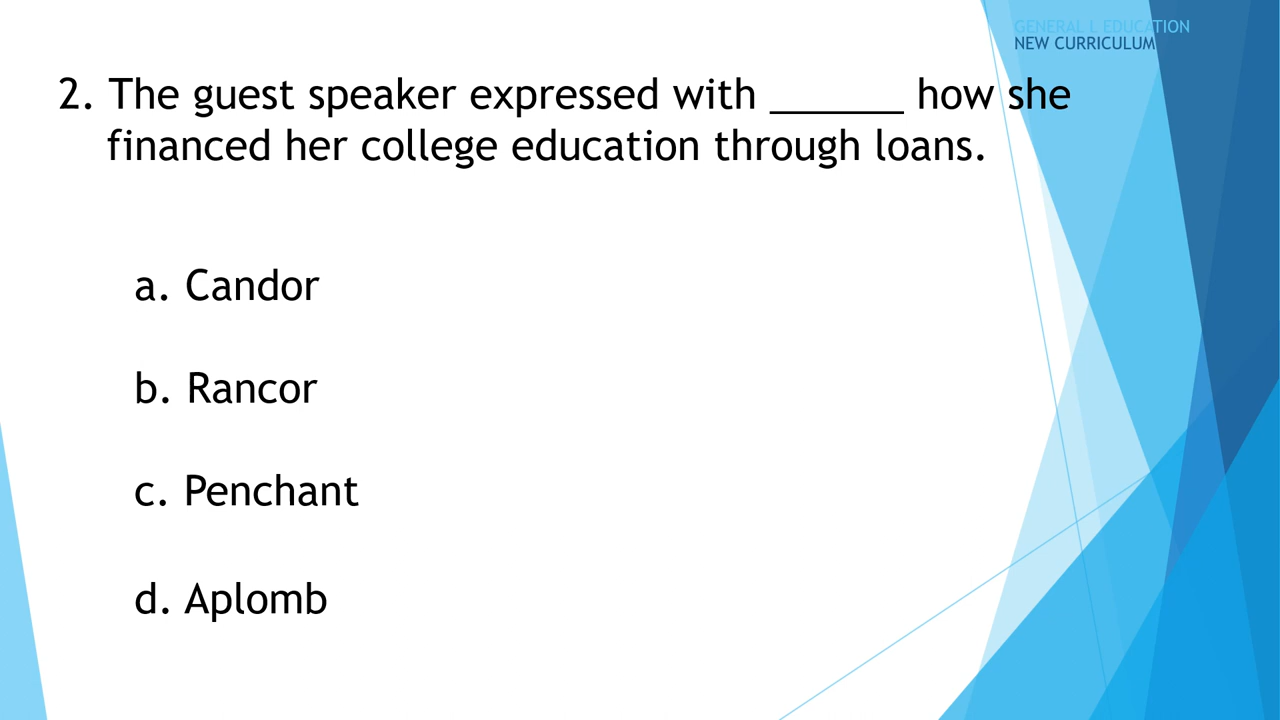 GENERAL L EDUCATION
NEW CURRICULUM
2. The guest speaker expressed with ______ how she
financed her college education through loans.
a. Candor
b. Rancor
c. Penchant
d. Aplomb